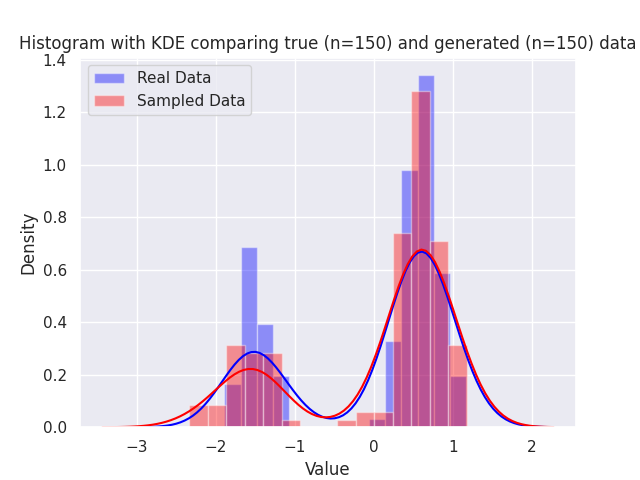 Histogram with KDE comparing true (n=150) and generated (n=150) data
Real Data
Sampled Data
Density
1.4
1.2
1.0
0.8
0.6
0.4
0.2
0.0
−3 −2 −1 0 1 2
Value